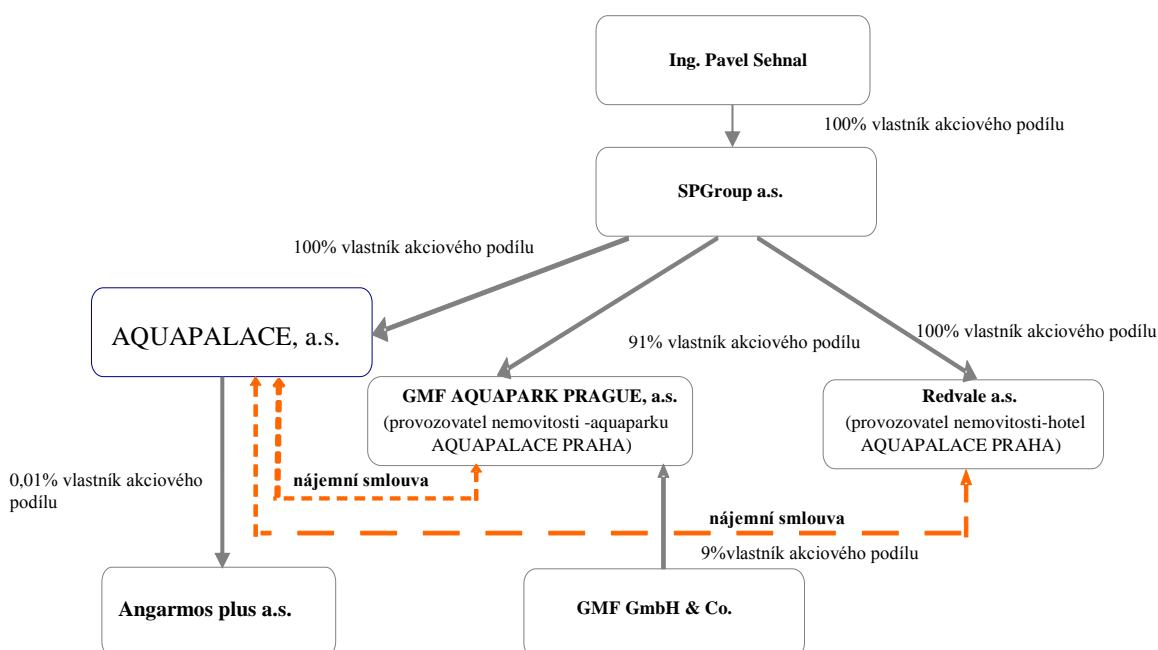 Ing. Pavel Sehnal
100% vlastník akciového podílu
SPGroup a.s.
100% vlastník akciového podílu
AQUAPALACE, a.s.
91% vlastník akciového podílu
100% vlastník akciového podílu
GMF AQUAPARK PRAGUE, a.s.
(provozovatel nemovitosti -aquaparku
AQUAPALACE PRAHA)
Redvale a.s.
(provozovatel nemovitosti-hotel
AQUAPALACE PRAHA)
0,01% vlastník akciového
podílu
nájemní smlouva
nájemní smlouva
9%vlastník akciového podílu
Angarmos plus a.s.
GMF GmbH & Co.